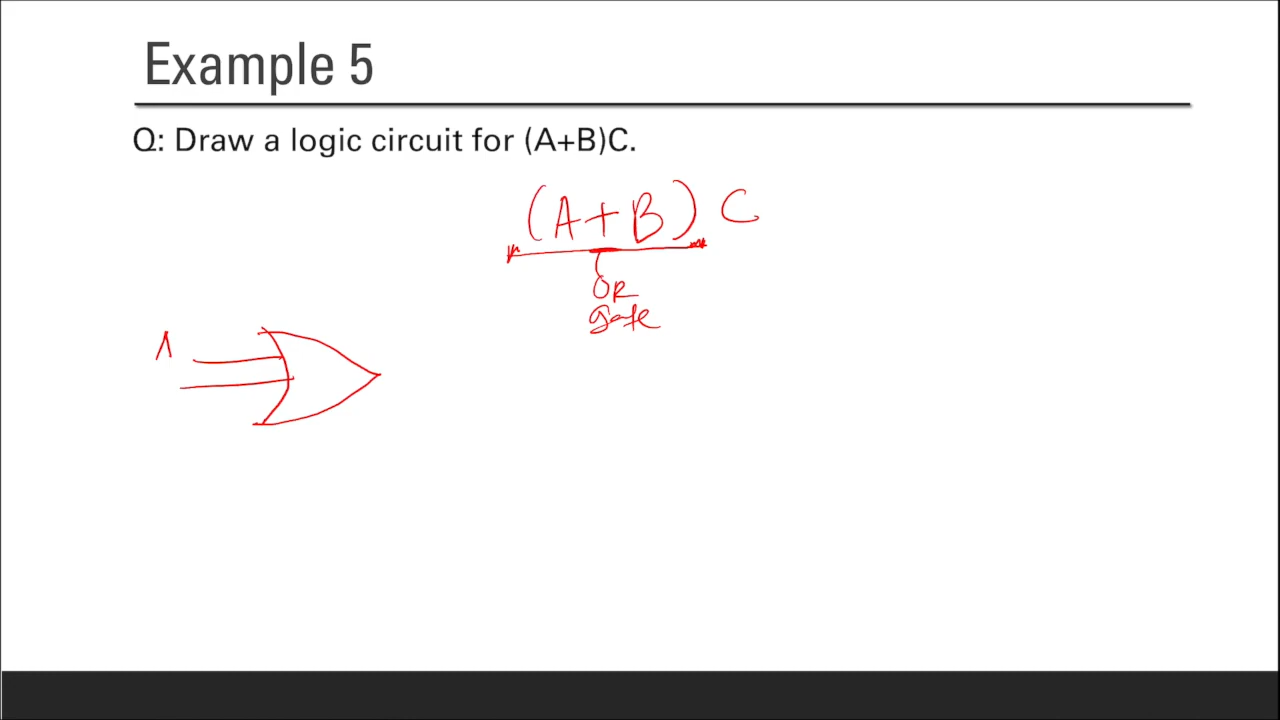 Example 5
Q: Draw a logic circuit for (A+B)C.
(A+B) C
OR
gate